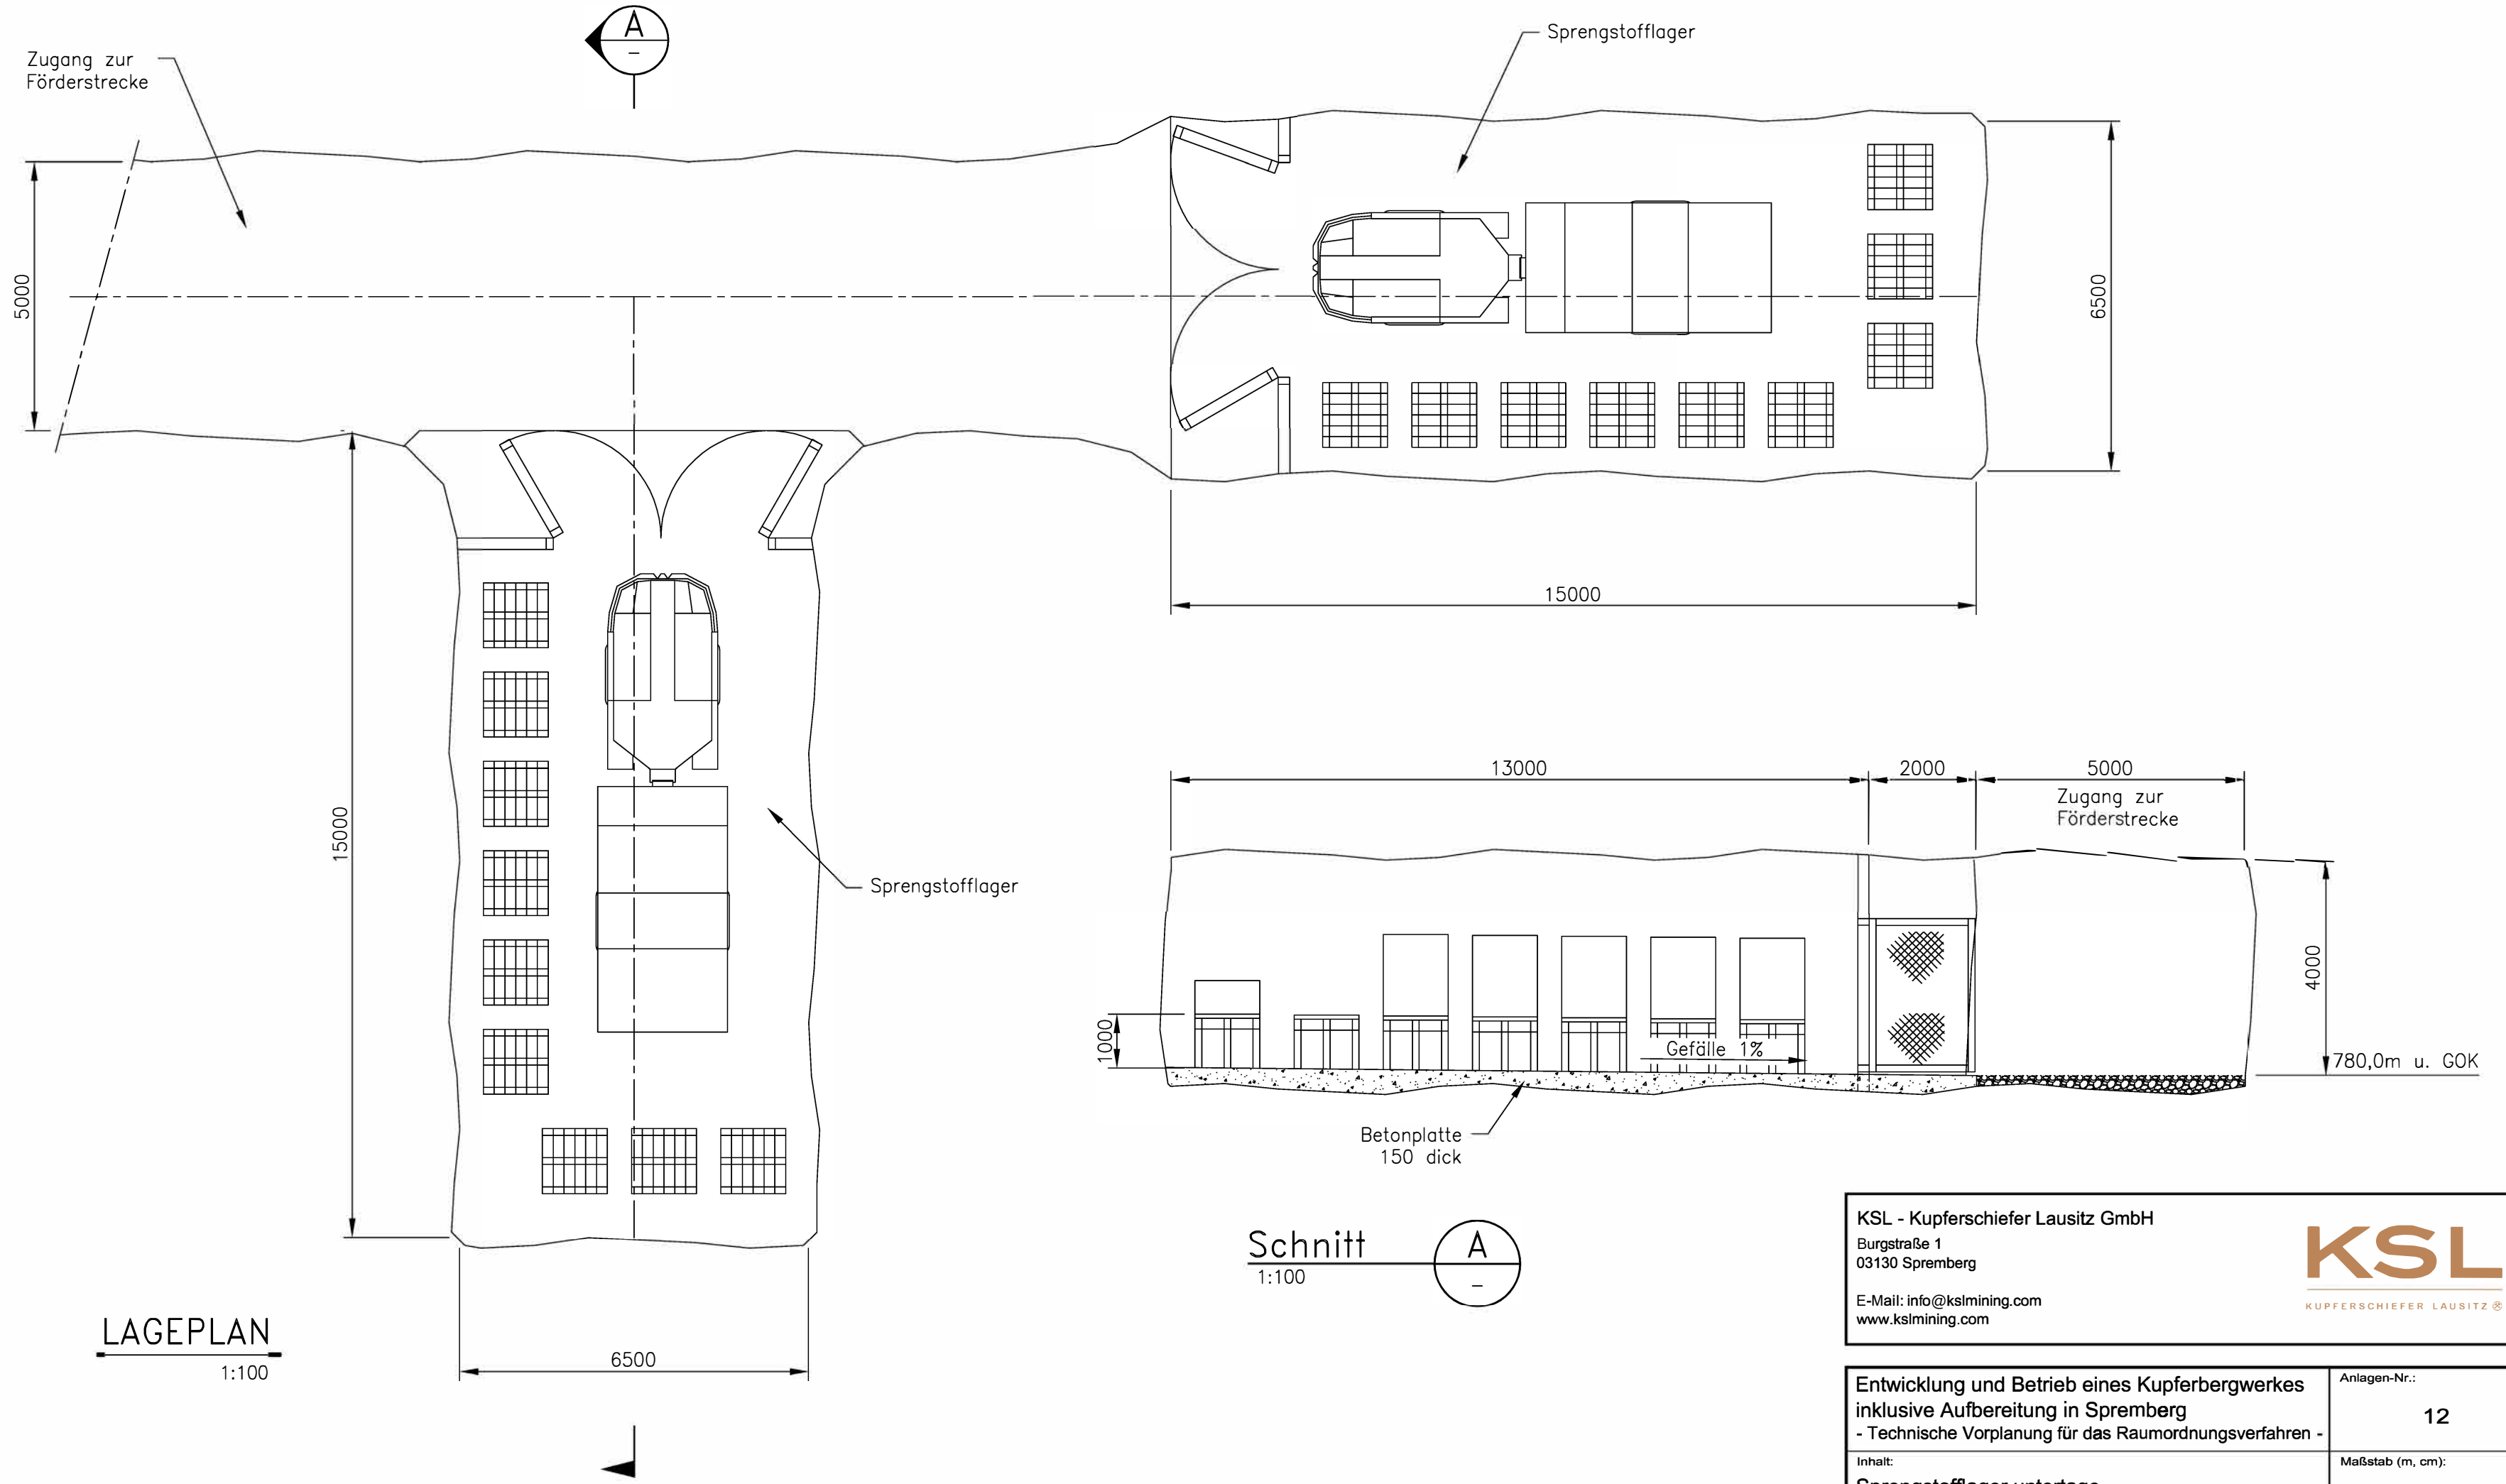 A
–
Zugang zur
Förderstrecke
Sprengstofflager
5000
6500
15000
15000
Sprengstofflager
6500
LAGEPLAN
1:100
13000
2000
5000
Zugang zur
Förderstrecke
1000
4000
Gefälle 1%
780,0m u. GOK
Betonplatte
150 dick
Schnitt
1:100
A
–
KSL - Kupferschiefer Lausitz GmbH
Burgstraße 1
03130 Spremberg
E-Mail: info@kslmining.com
www.kslmining.com
KSL
KUPFERSCHIEFER LAUSITZ
Entwicklung und Betrieb eines Kupferbergwerkes
inklusive Aufbereitung in Spremberg
- Technische Vorplanung für das Raumordnungsverfahren -
Anlagen-Nr.:
12
Inhalt:
Sprengstofflager untertage
Maßstab (m, cm):